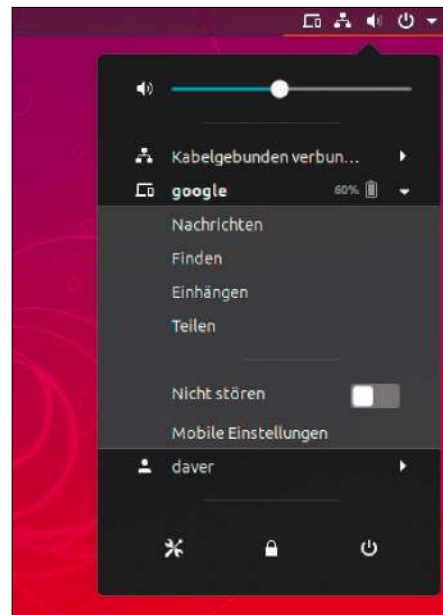 Kabelgebunden verbun...
google 60%
Nachrichten
Finden
Einhängen
Teilen
Nicht stören
Mobile Einstellungen
daver